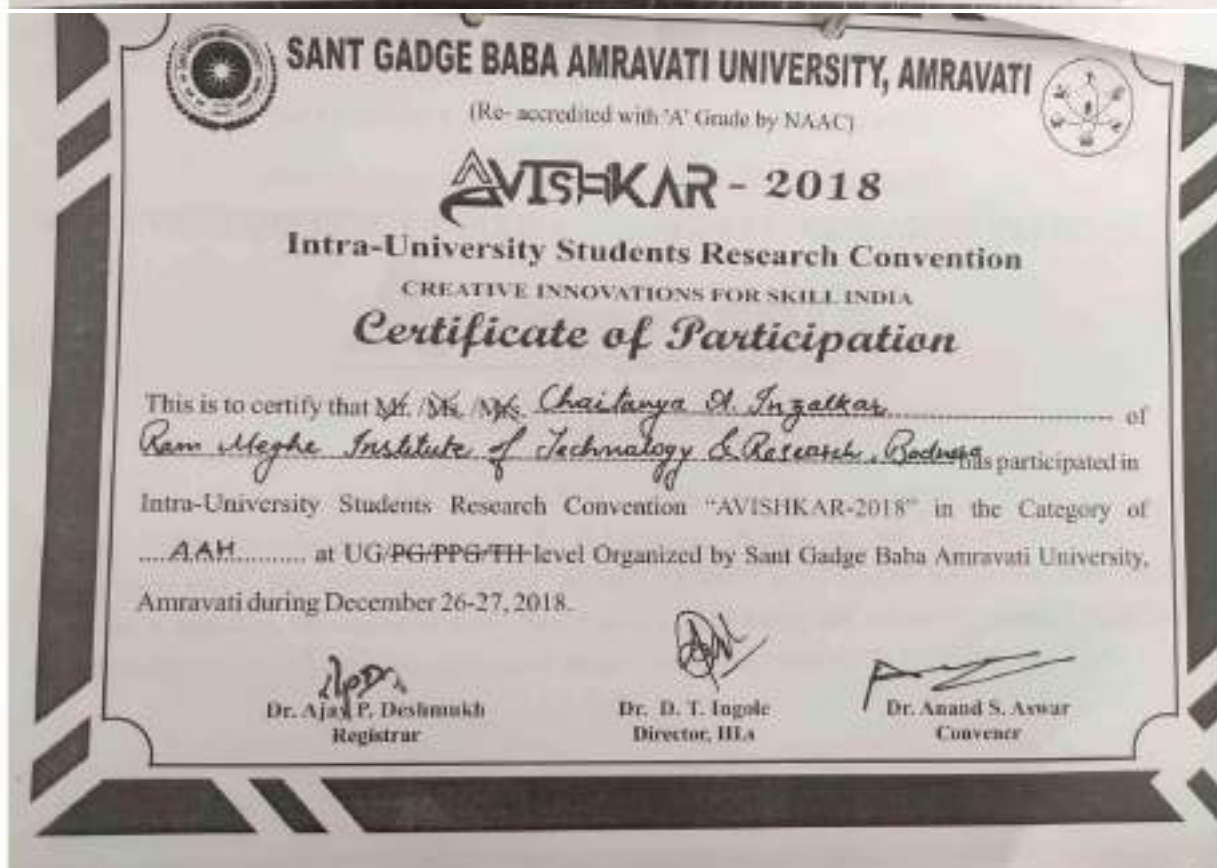 SANT GADGE BABA AMRAVATI UNIVERSITY, AMRAVATI
(Re- accredited with 'A' Grade by NAAC)
AVISHKAR - 2018
Intra-University Students Research Convention
CREATIVE INNOVATIONS FOR SKILL INDIA
Certificate of Participation
This is to certify that Mr. /Ms. /Mrs. Chaitanya A. Inzalkar of
Ram Meghe Institute of Technology & Research, Badnera has participated in
Intra-University Students Research Convention "AVISHKAR-2018" in the Category of
.....AAH............ at UG/PG/PPG/TH level Organized by Sant Gadge Baba Amravati University,
Amravati during December 26-27, 2018.
Dr. Ajay P. Deshmukh Dr. D. T. Ingole Dr. Anand S. Aswar
Registrar Director, IIL Convener